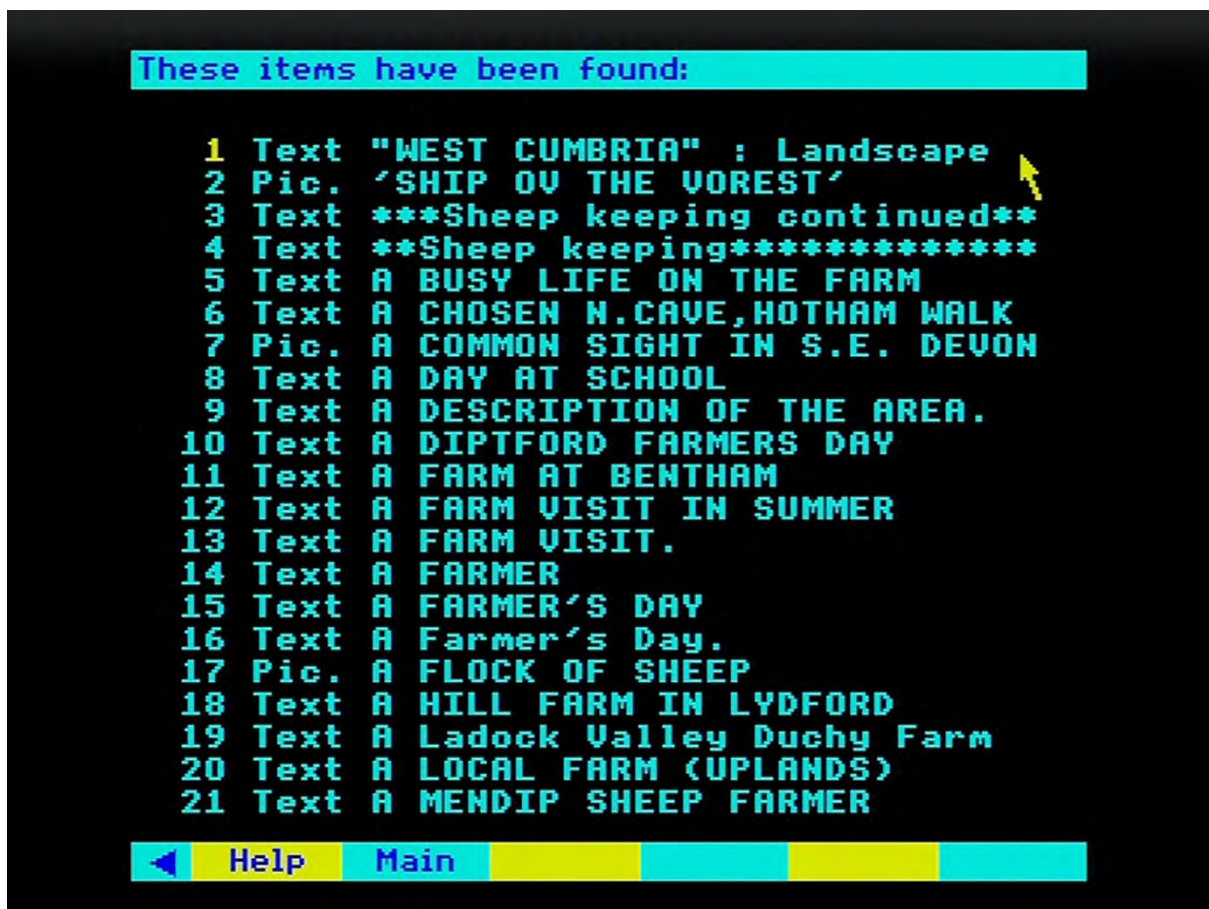 These items have been found:
1 Text "WEST CUMBRIA" : Landscape
2 Pic. 'SHIP OV THE VOREST'
3 Text ***Sheep keeping continued**
4 Text **Sheep keeping*************
5 Text A BUSY LIFE ON THE FARM
6 Text A CHOSEN N.CAVE,HOTHAM WALK
7 Pic. A COMMON SIGHT IN S.E. DEVON
8 Text A DAY AT SCHOOL
9 Text A DESCRIPTION OF THE AREA.
10 Text A DIPTFORD FARMERS DAY
11 Text A FARM AT BENTHAM
12 Text A FARM VISIT IN SUMMER
13 Text A FARM VISIT.
14 Text A FARMER
15 Text A FARMER'S DAY
16 Text A Farmer's Day.
17 Pic. A FLOCK OF SHEEP
18 Text A HILL FARM IN LYDFORD
19 Text A Ladock Valley Duchy Farm
20 Text A LOCAL FARM (UPLANDS)
21 Text A MENDIP SHEEP FARMER
Help Main